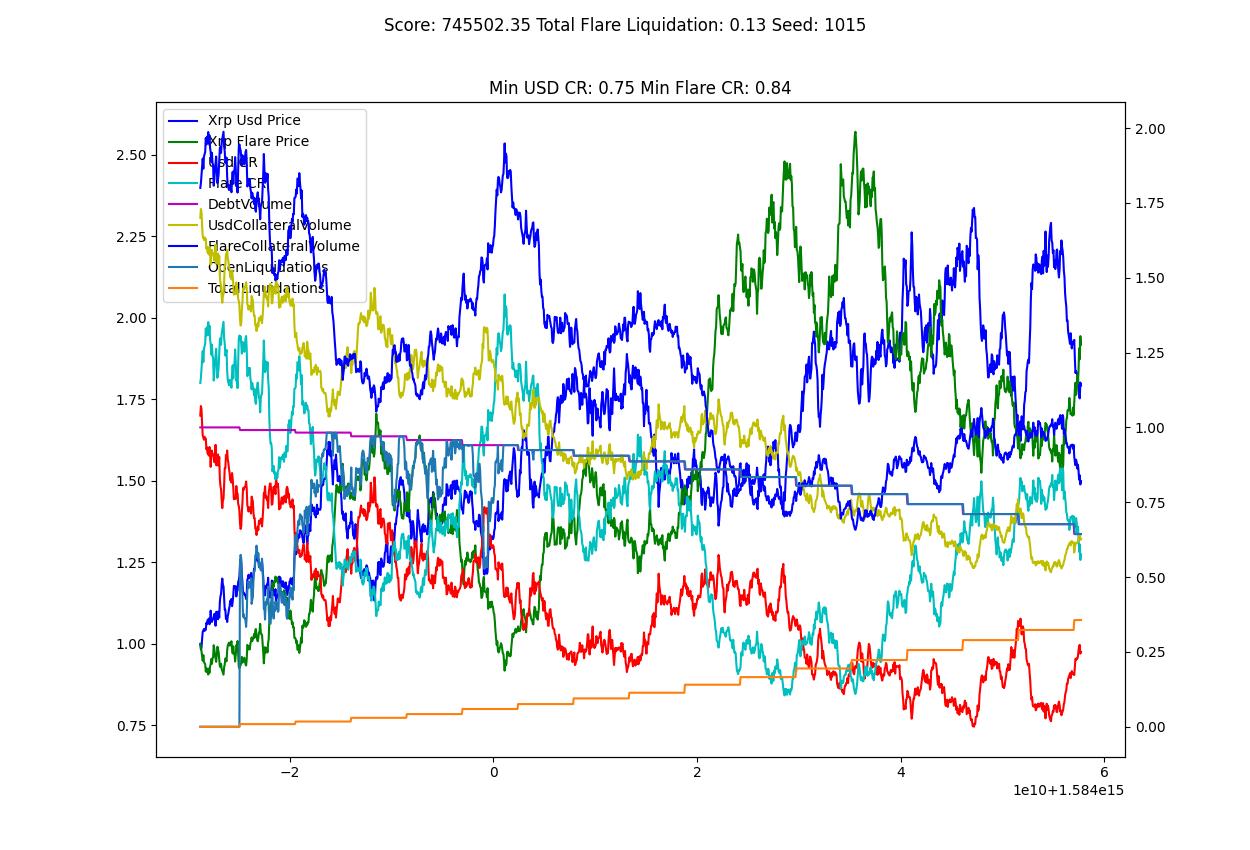 Score: 745502.35 Total Flare Liquidation: 0.13 Seed: 1015
Min USD CR: 0.75 Min Flare CR: 0.84
Xrp Usd Price
Xrp Flare Price
Usd CR
Flare CR
DebtVolume
UsdCollateralVolume
FlareCollateralVolume
OpenLiquidations
TotalLiquidations
2.50
2.25
2.00
1.75
1.50
1.25
1.00
0.75
2.00
1.75
1.50
1.25
1.00
0.75
0.50
0.25
0.00
−2 0 2 4 6
1e10+1.584e15